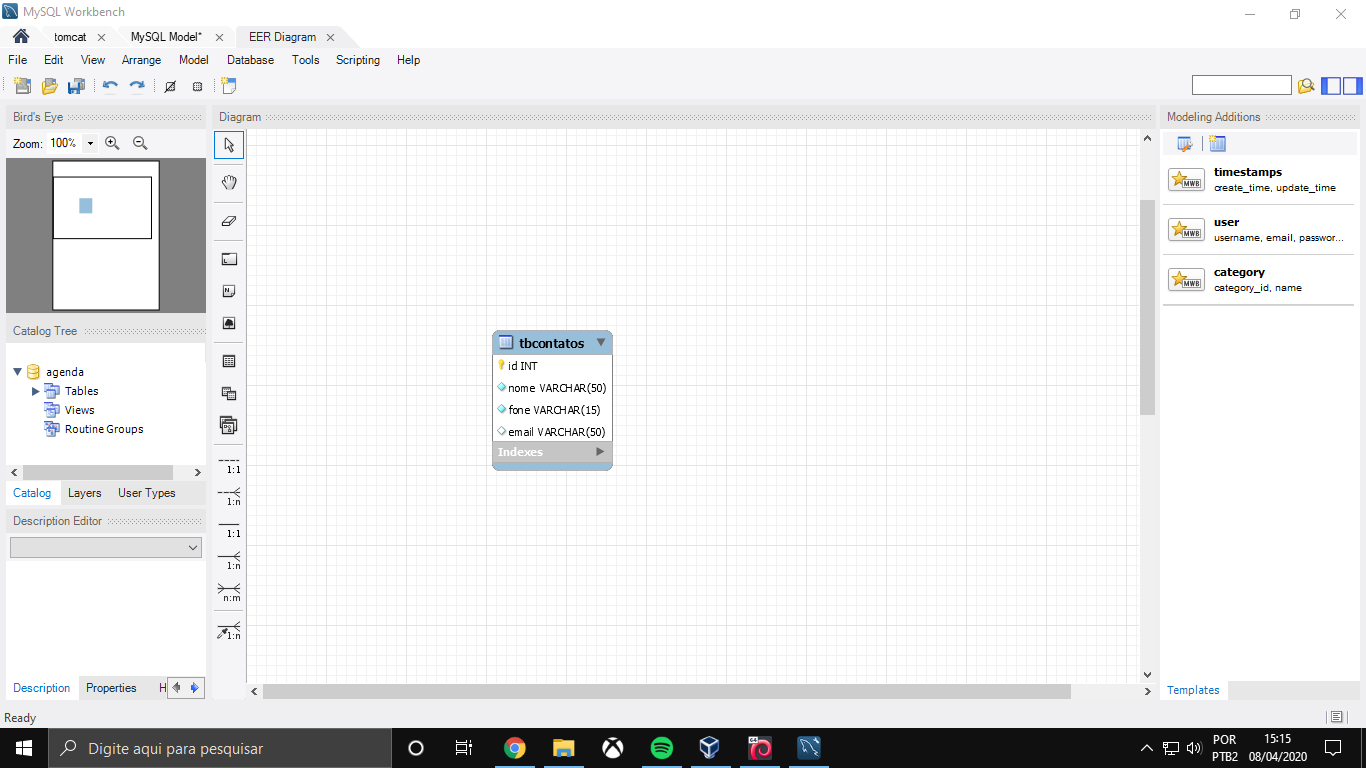 MySQL Workbench
tomcat
MySQL Model*
EER Diagram
File Edit View Arrange Model Database Tools Scripting Help
Bird's Eye
Zoom: 100%
Catalog Tree
agenda
Tables
Views
Routine Groups
Catalog Layers User Types
Description Editor
Description Properties H
Diagram
1:1
1:n
1:1
1:n
n:m
1:n
tbcontatos
id INT
nome VARCHAR(50)
fone VARCHAR(15)
email VARCHAR(50)
Indexes
Modeling Additions
MWB
timestamps
create_time, update_time
MWB
user
username, email, passwor...
MWB
category
category_id, name
Templates
Ready
Digite aqui para pesquisar
64
POR
PTB2
15:15
08/04/2020